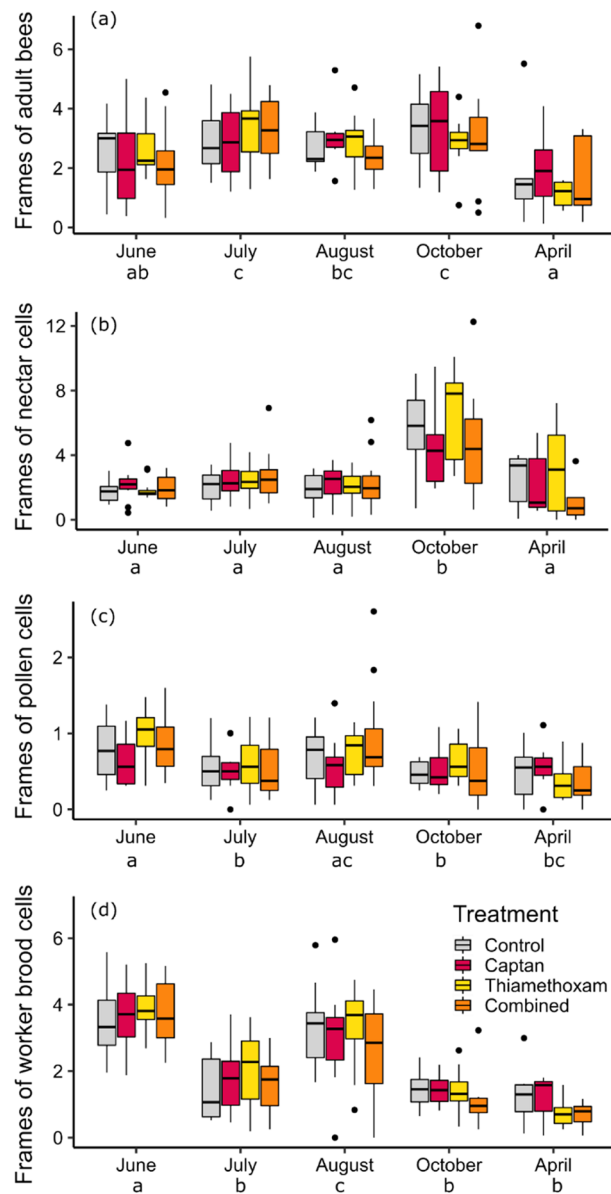 (a)
Frames of adult bees
6
4
2
0
June July August October April
ab c bc c a
(b)
Frames of nectar cells
12
8
4
0
June July August October April
a a a b a
(c)
Frames of pollen cells
2
1
0
June July August October April
a b ac b bc
(d)
Frames of worker brood cells
6
4
2
0
Treatment
Control
Captan
Thiamethoxam
Combined
June July August October April
a b c b b